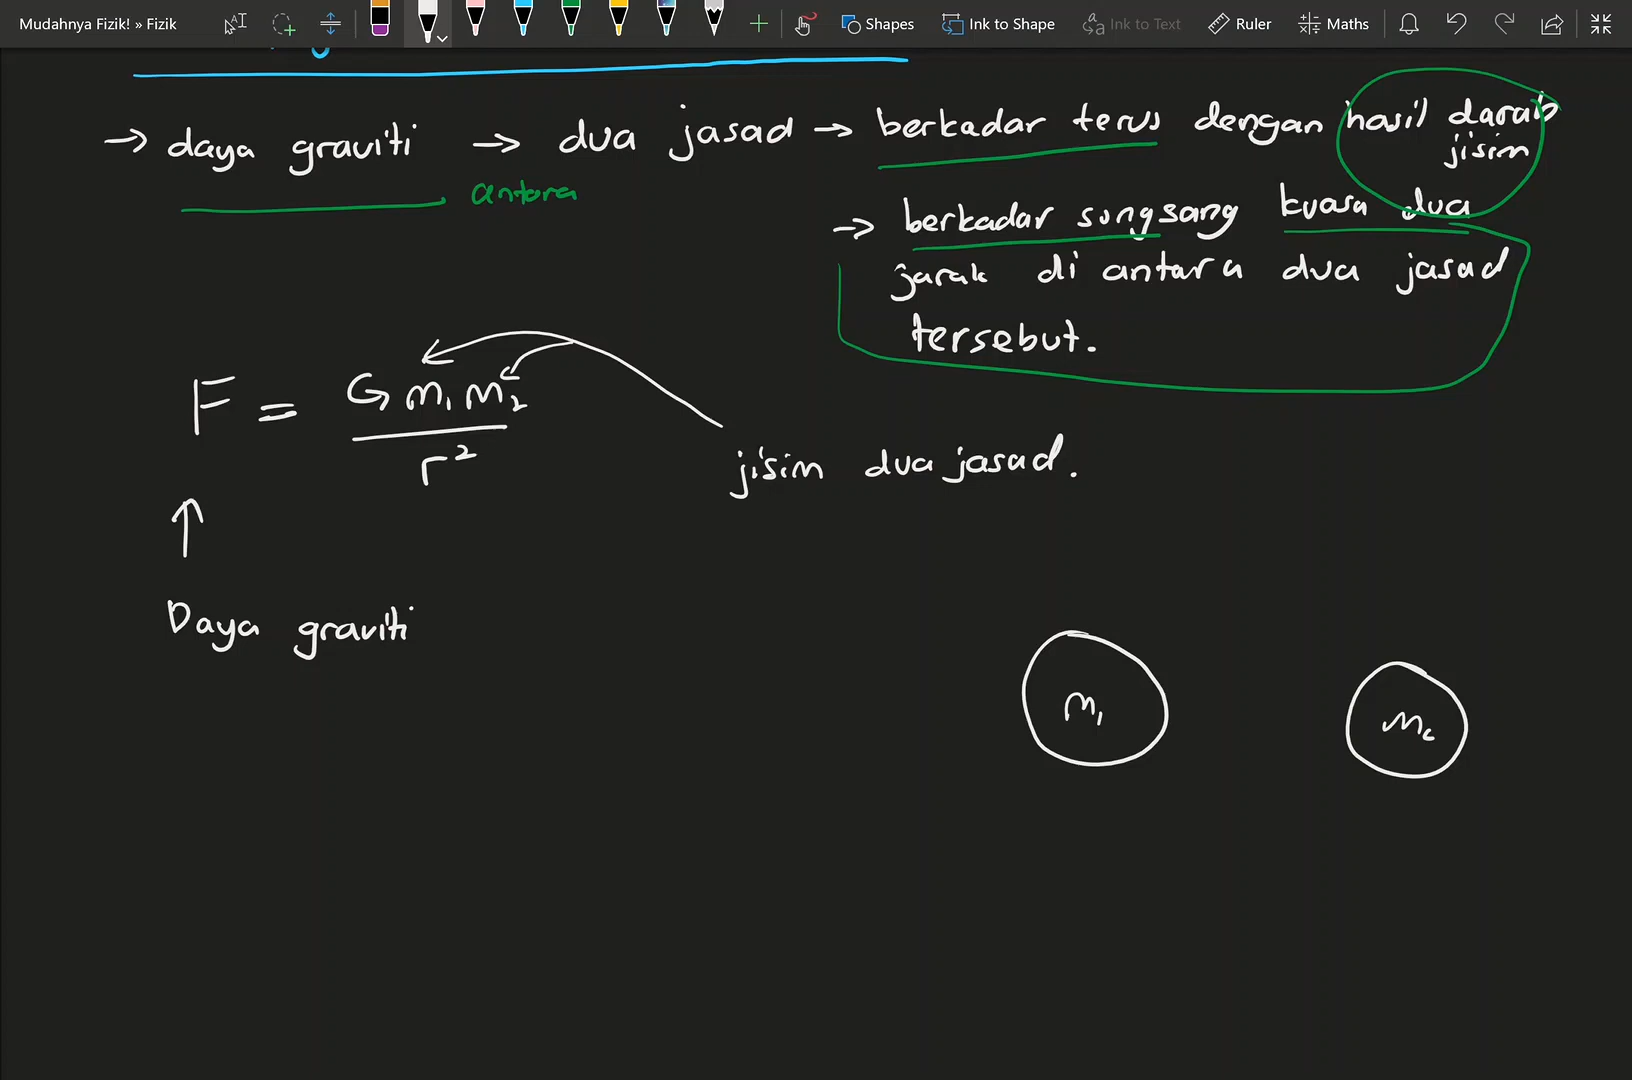 Mudahnya Fizik! » Fizik
Shapes
Ink to Shape
Ink to Text
Ruler
Maths
→ daya graviti → dua jasad → berkadar terus dengan hasil darab
jisim
antara
→ berkadar songsang kuasa dua
jarak di antara dua jasad
tersebut.
F = G m₁ m₂
r²
jisim dua jasad.
↑
Daya graviti
m₁